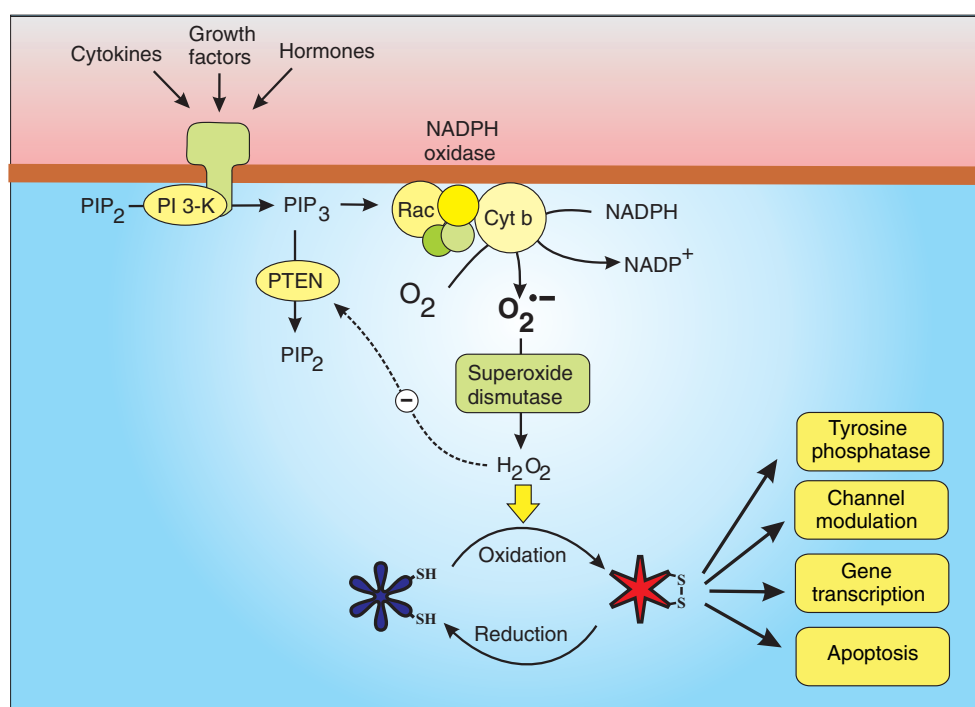 Cytokines
Growth
factors
Hormones
NADPH
oxidase
PIP2
PI 3-K
PIP3
Rac
Cyt b
NADPH
NADP+
PTEN
O2
O2•−
PIP2
−
Superoxide
dismutase
H2O2
Oxidation
Reduction
SH
SH
S
S
Tyrosine
phosphatase
Channel
modulation
Gene
transcription
Apoptosis